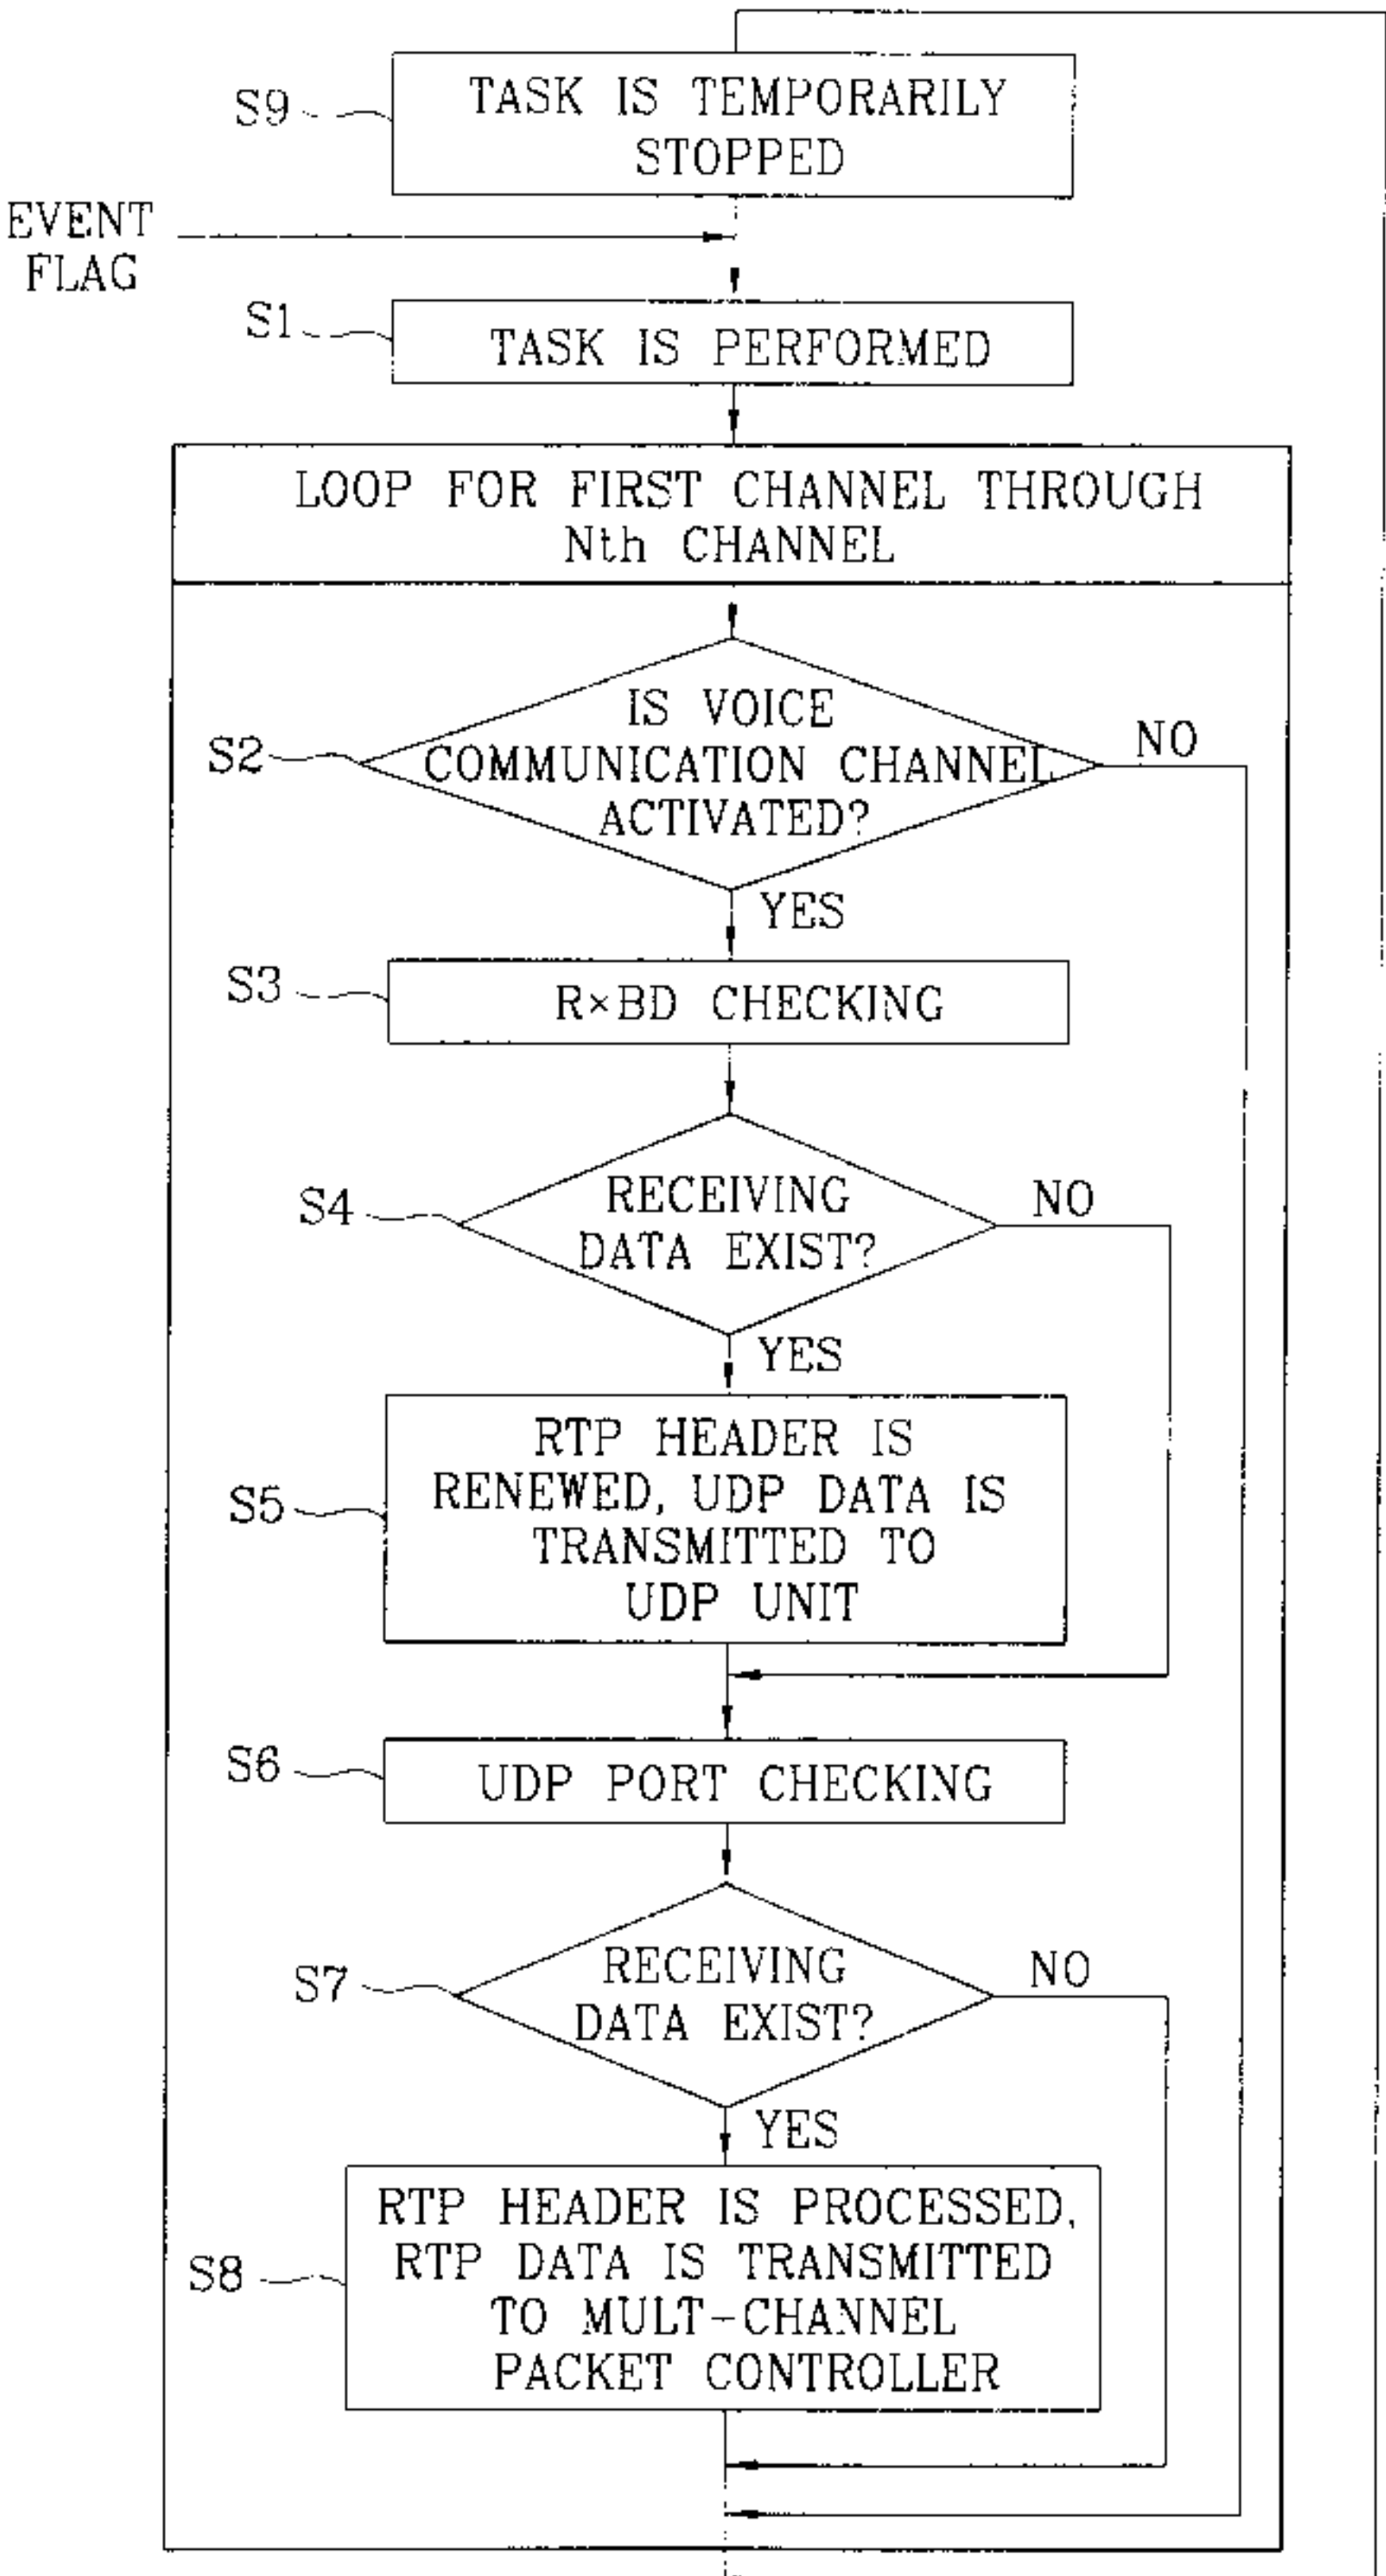 S9
TASK IS TEMPORARILY
STOPPED
EVENT
FLAG
S1
TASK IS PERFORMED
LOOP FOR FIRST CHANNEL THROUGH
Nth CHANNEL
S2
IS VOICE
COMMUNICATION CHANNEL
ACTIVATED?
NO
YES
S3
R×BD CHECKING
S4
RECEIVING
DATA EXIST?
NO
YES
S5
RTP HEADER IS
RENEWED, UDP DATA IS
TRANSMITTED TO
UDP UNIT
S6
UDP PORT CHECKING
S7
RECEIVING
DATA EXIST?
NO
YES
S8
RTP HEADER IS PROCESSED,
RTP DATA IS TRANSMITTED
TO MULT-CHANNEL
PACKET CONTROLLER